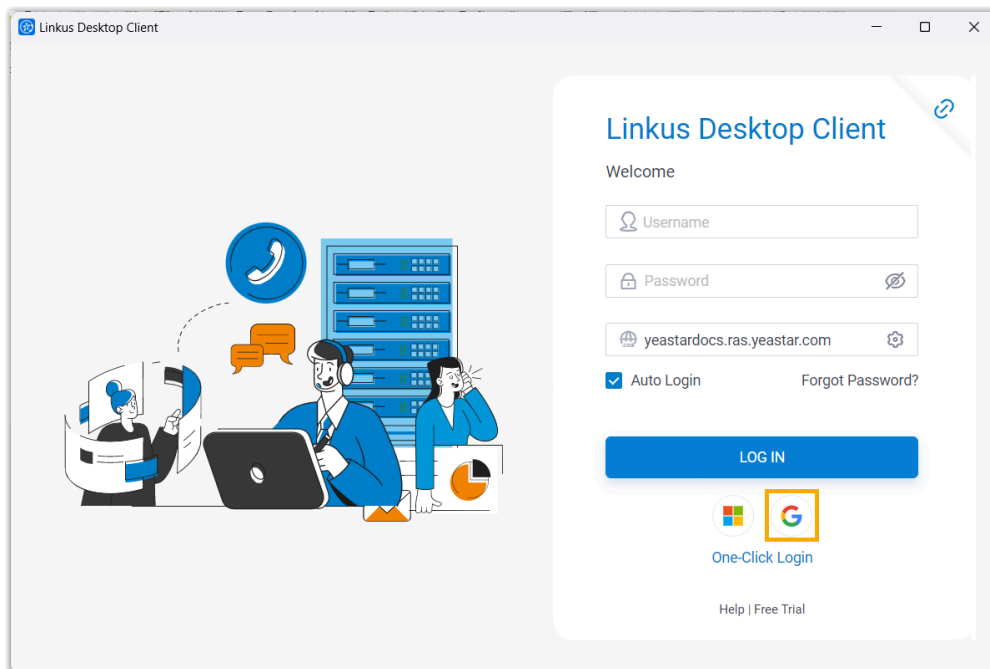 Linkus Desktop Client
Linkus Desktop Client
Welcome
Username
Password
yeastardocs.ras.yeastar.com
Auto Login Forgot Password?
LOG IN
One-Click Login
Help | Free Trial